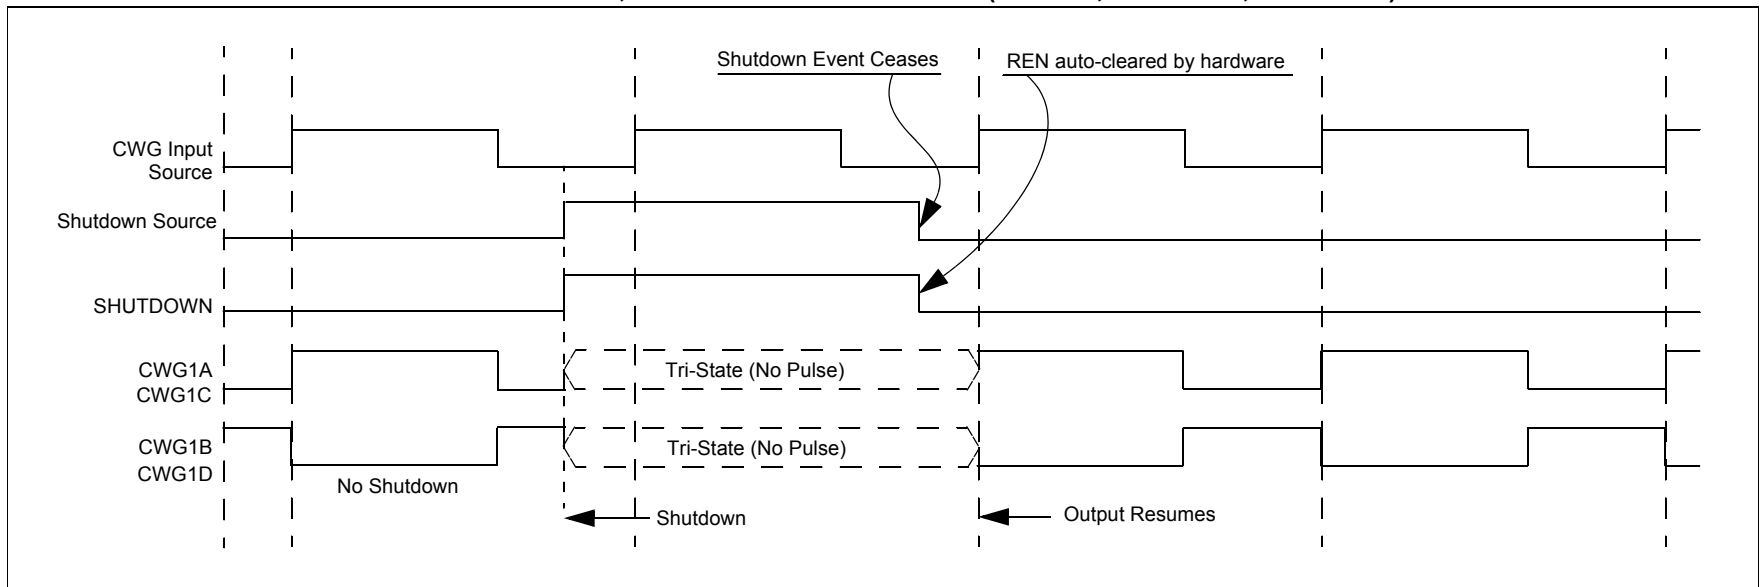 Shutdown Event Ceases
REN auto-cleared by hardware
CWG Input
Source
Shutdown Source
SHUTDOWN
CWG1A
CWG1C
Tri-State (No Pulse)
CWG1B
CWG1D
Tri-State (No Pulse)
No Shutdown
Shutdown
Output Resumes